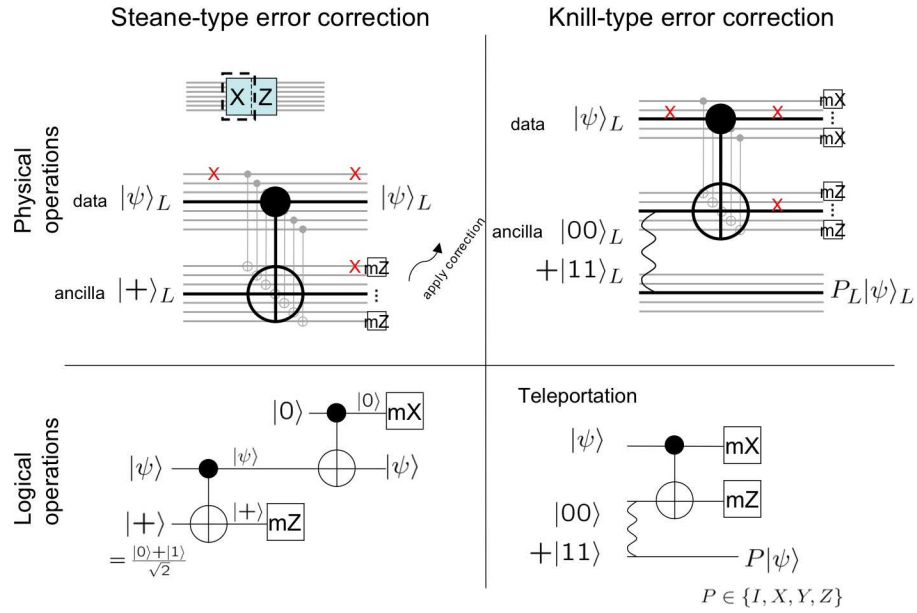 Steane-type error correction
Knill-type error correction
Physical operations
X Z
data |ψ⟩_L
X
X
|ψ⟩_L
ancilla |+⟩_L
X
mZ
⋮
mZ
apply correction
data |ψ⟩_L
X
X
mX
⋮
mX
ancilla |00⟩_L
+|11⟩_L
X
mZ
⋮
mZ
P_L|ψ⟩_L
Logical operations
|0⟩
|0⟩
mX
|ψ⟩
|ψ⟩
|ψ⟩
|+⟩
|+⟩
mZ
= \frac{|0⟩+|1⟩}{\sqrt{2}}
Teleportation
|ψ⟩
mX
|00⟩
mZ
+|11⟩
P|ψ⟩
P ∈ {I, X, Y, Z}